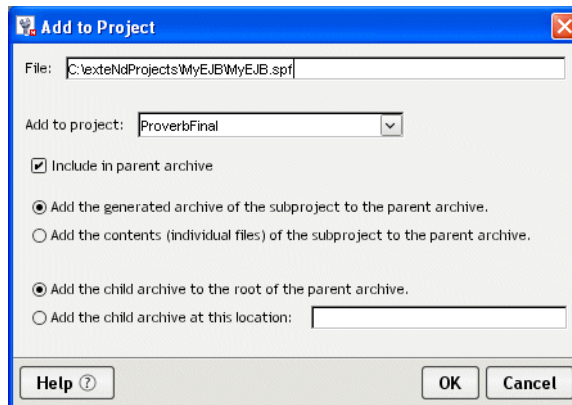 Add to Project
File: C:\exteNdProjects\MyEJB\MyEJB.spf
Add to project: ProverbFinal
Include in parent archive
Add the generated archive of the subproject to the parent archive.
Add the contents (individual files) of the subproject to the parent archive.
Add the child archive to the root of the parent archive.
Add the child archive at this location:
Help ? OK Cancel